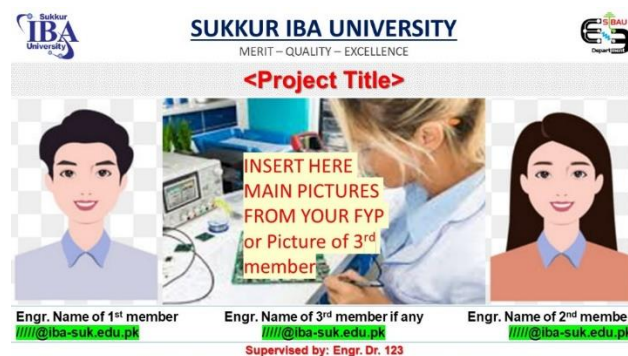 Sukkur
IBA
University
SUKKUR IBA UNIVERSITY
MERIT – QUALITY – EXCELLENCE
SIBAU
Department
<Project Title>
INSERT HERE
MAIN PICTURES
FROM YOUR FYP
or Picture of 3rd
member
Engr. Name of 1st member
/////@iba-suk.edu.pk
Engr. Name of 3rd member if any
/////@iba-suk.edu.pk
Engr. Name of 2nd membe
/////@iba-suk.edu.pk
Supervised by: Engr. Dr. 123